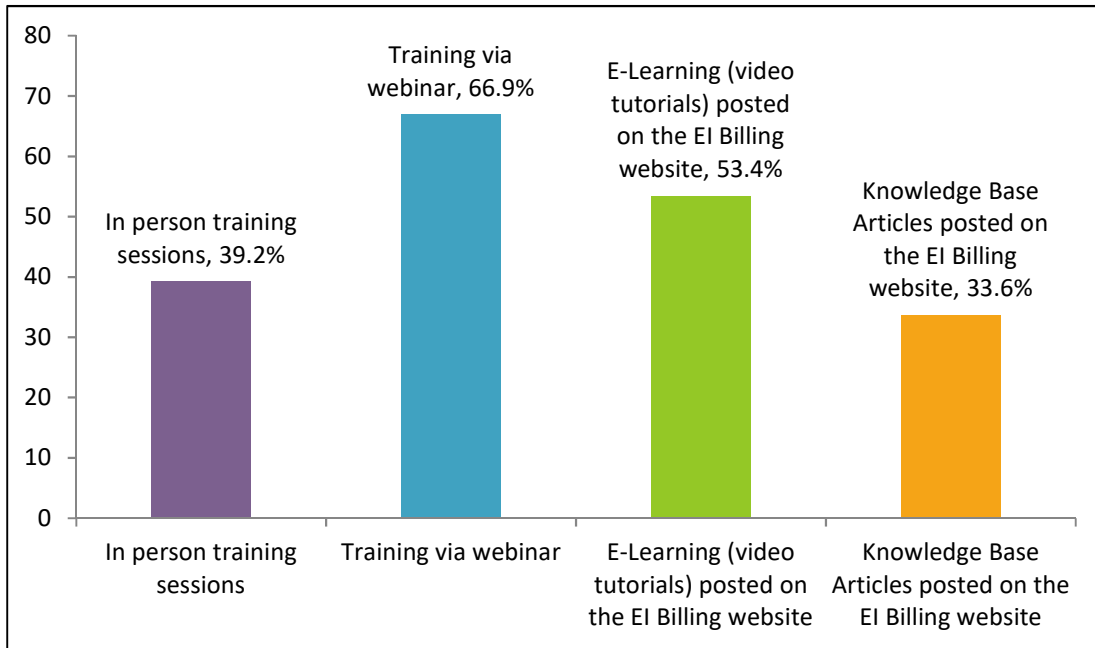 80
70
60
50
40
30
20
10
0
In person training
sessions, 39.2%
Training via
webinar, 66.9%
E-Learning (video
tutorials) posted
on the EI Billing
website, 53.4%
Knowledge Base
Articles posted on
the EI Billing
website, 33.6%
In person training
sessions
Training via webinar
E-Learning (video
tutorials) posted on
the EI Billing website
Knowledge Base
Articles posted on the
EI Billing website